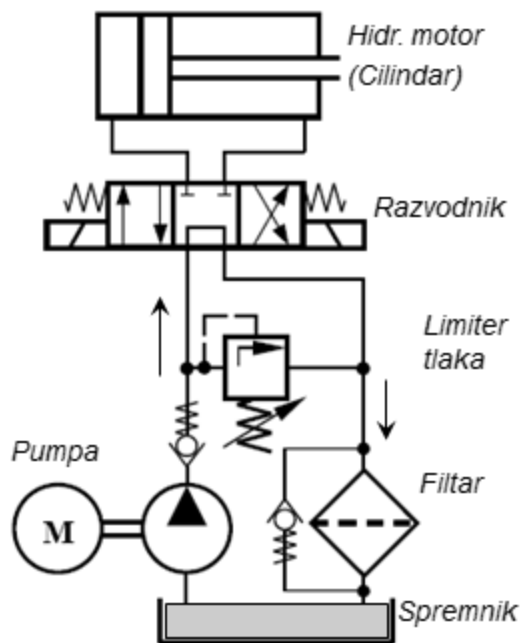 Hidr. motor
(Cilindar)
Razvodnik
Limiter
tlaka
Pumpa
Filtar
M
Spremnik